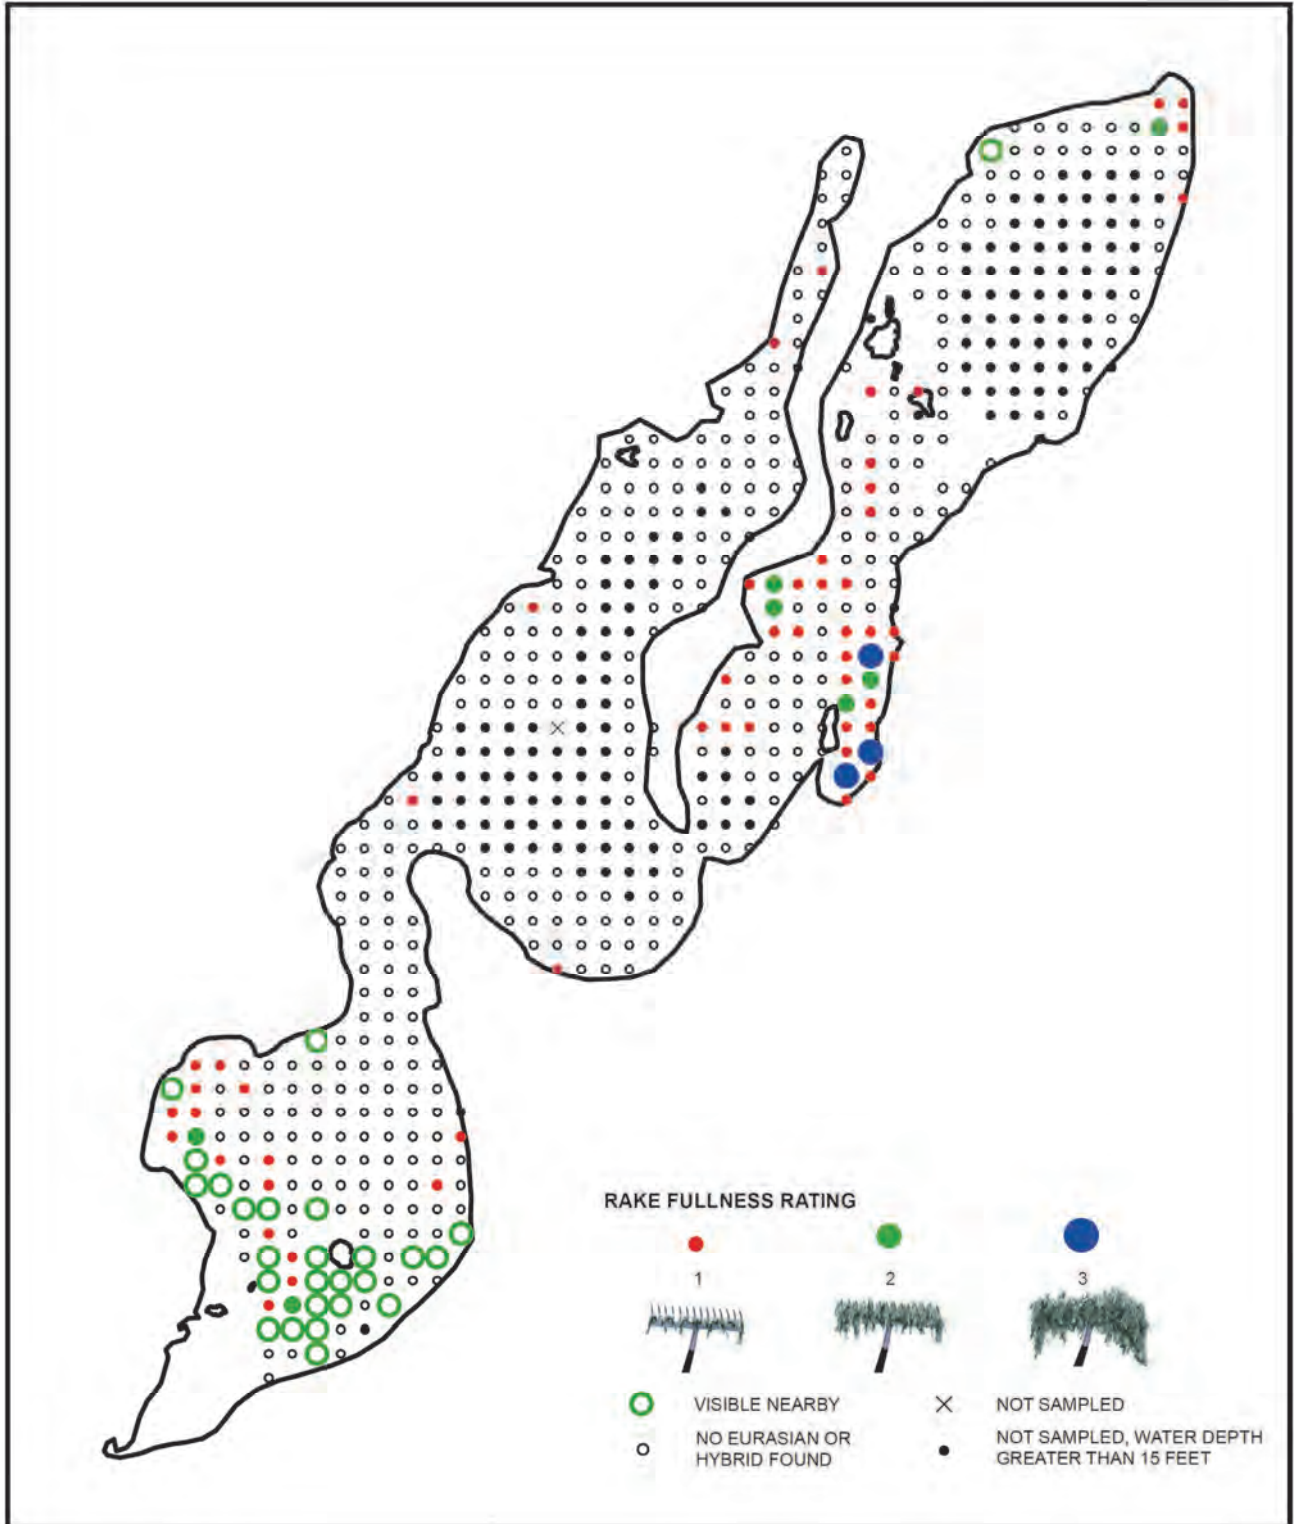 RAKE FULLNESS RATING
1 2 3
VISIBLE NEARBY
NOT SAMPLED
NO EURASIAN OR
HYBRID FOUND
NOT SAMPLED, WATER DEPTH
GREATER THAN 15 FEET